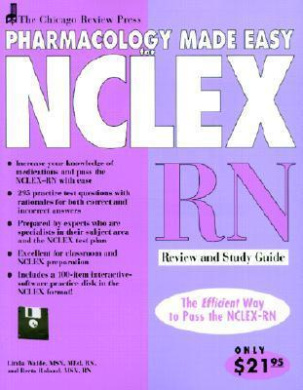 The Chicago Review Press
PHARMACOLOGY MADE EASY
for
NCLEX
RN
Review and Study Guide
Increase your knowledge of
medications and pass the
NCLEX-RN with ease
295 practice test questions with
rationales for both correct and
incorrect answers
Prepared by experts who are
specialists in their subject area
and the NCLEX test plan
Excellent for classroom and
NCLEX preparation
Includes a 100-item interactive-
software practice disk in the
NCLEX format!
The Efficient Way
to Pass the NCLEX-RN
ONLY
$21.95
Linda Waide, MSN, MEd, RN,
and Berta Roland, MSN, RN